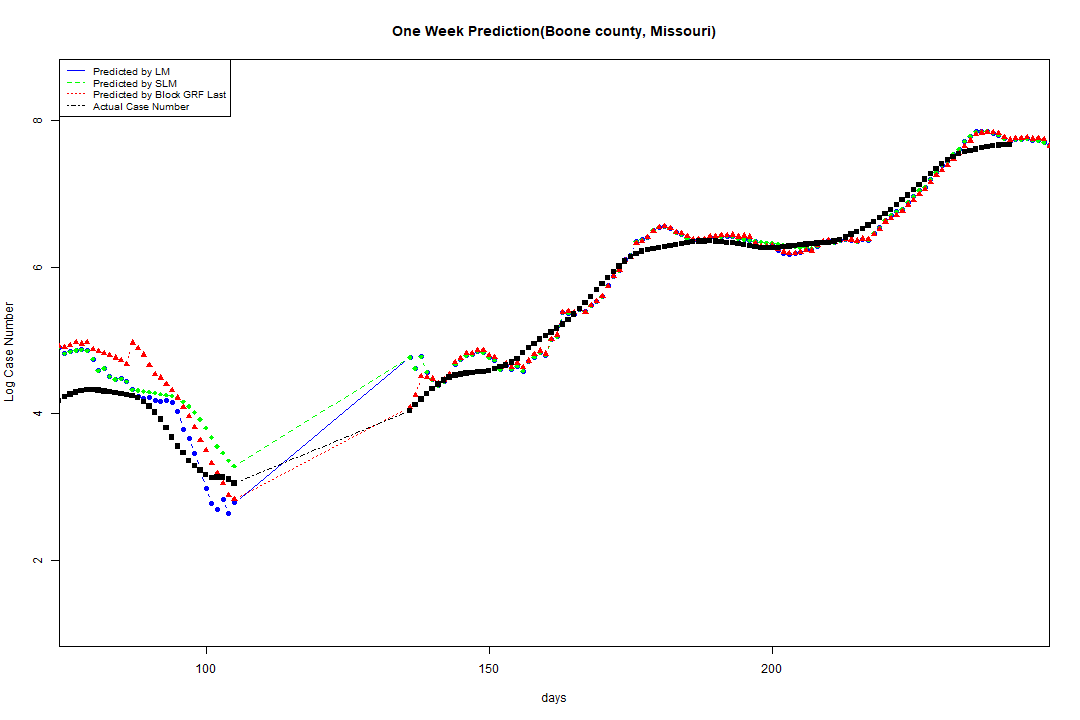 One Week Prediction(Boone county, Missouri)
Predicted by LM
Predicted by SLM
Predicted by Block GRF Last
Actual Case Number
8
6
4
2
Log Case Number
100
150
200
days